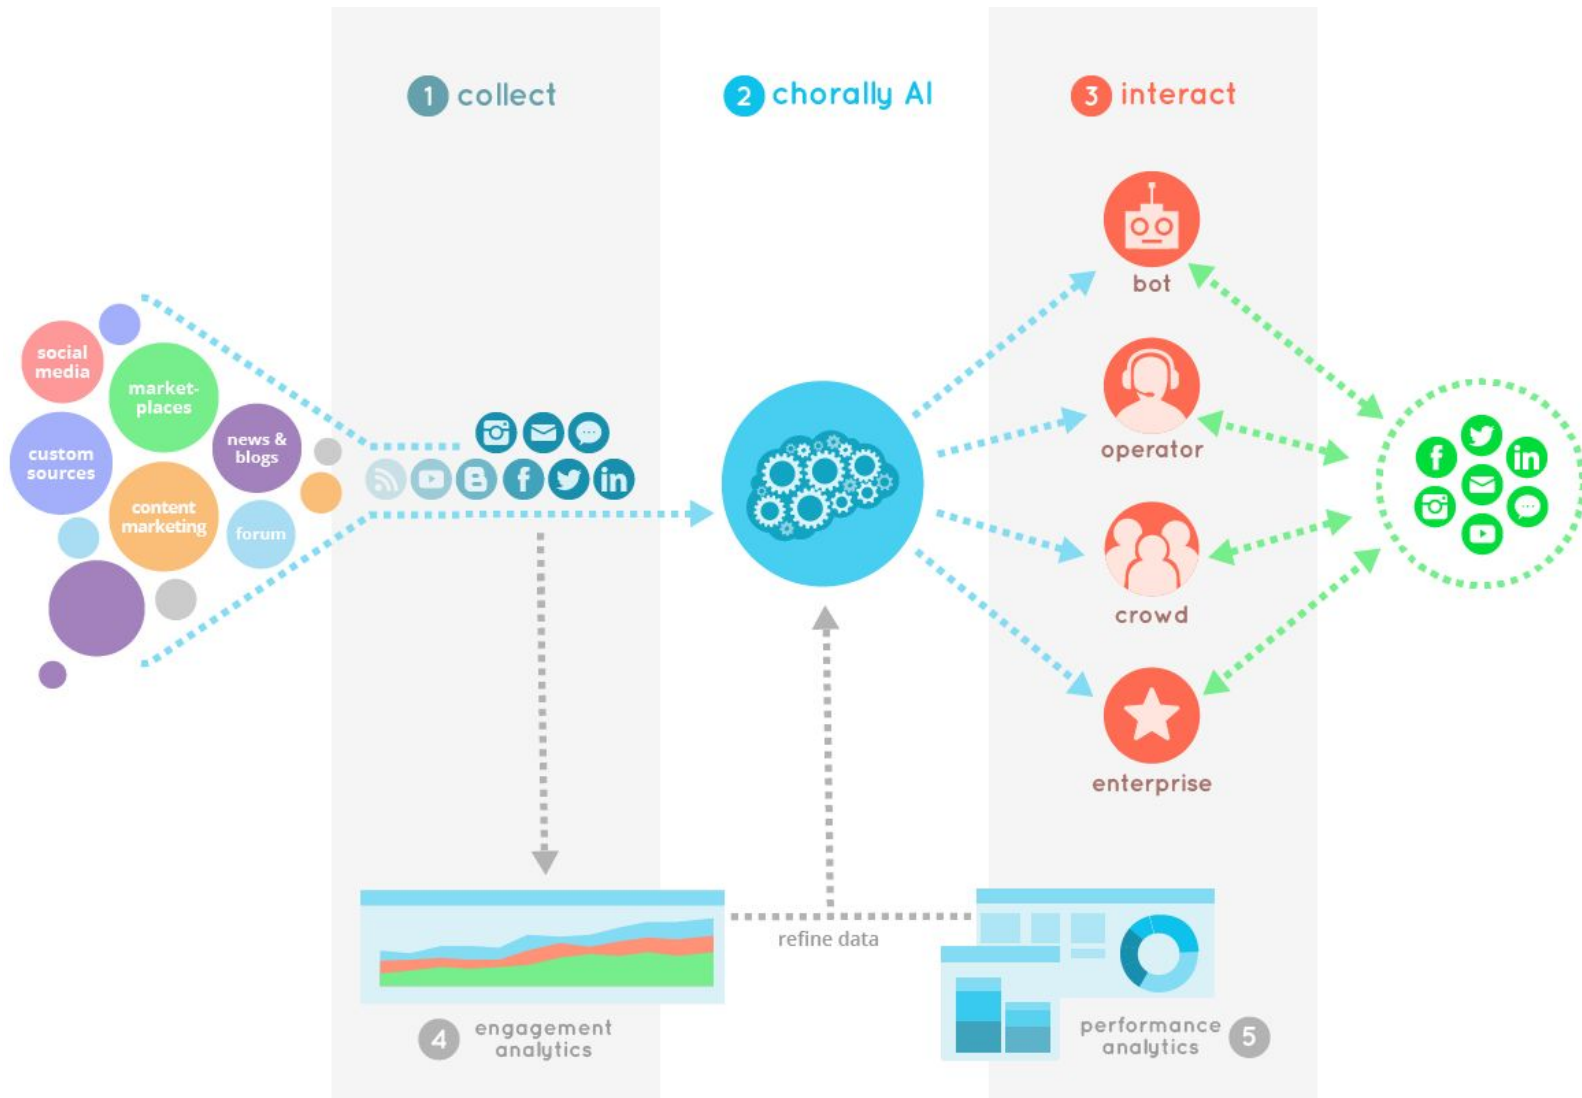 1 collect
2 chorally AI
3 interact
social
media
market-
places
custom
sources
news &
blogs
content
marketing
forum
bot
operator
crowd
enterprise
refine data
4 engagement
analytics
performance
analytics 5